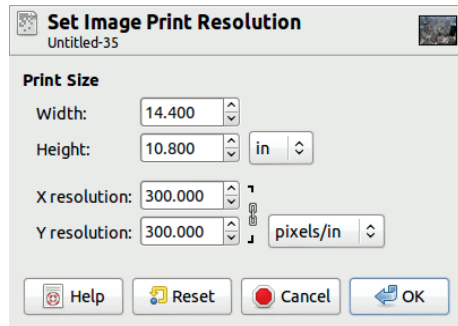 Set Image Print Resolution
Untitled-35
Print Size
Width: 14.400
Height: 10.800 in
X resolution: 300.000
Y resolution: 300.000 pixels/in
Help Reset Cancel OK